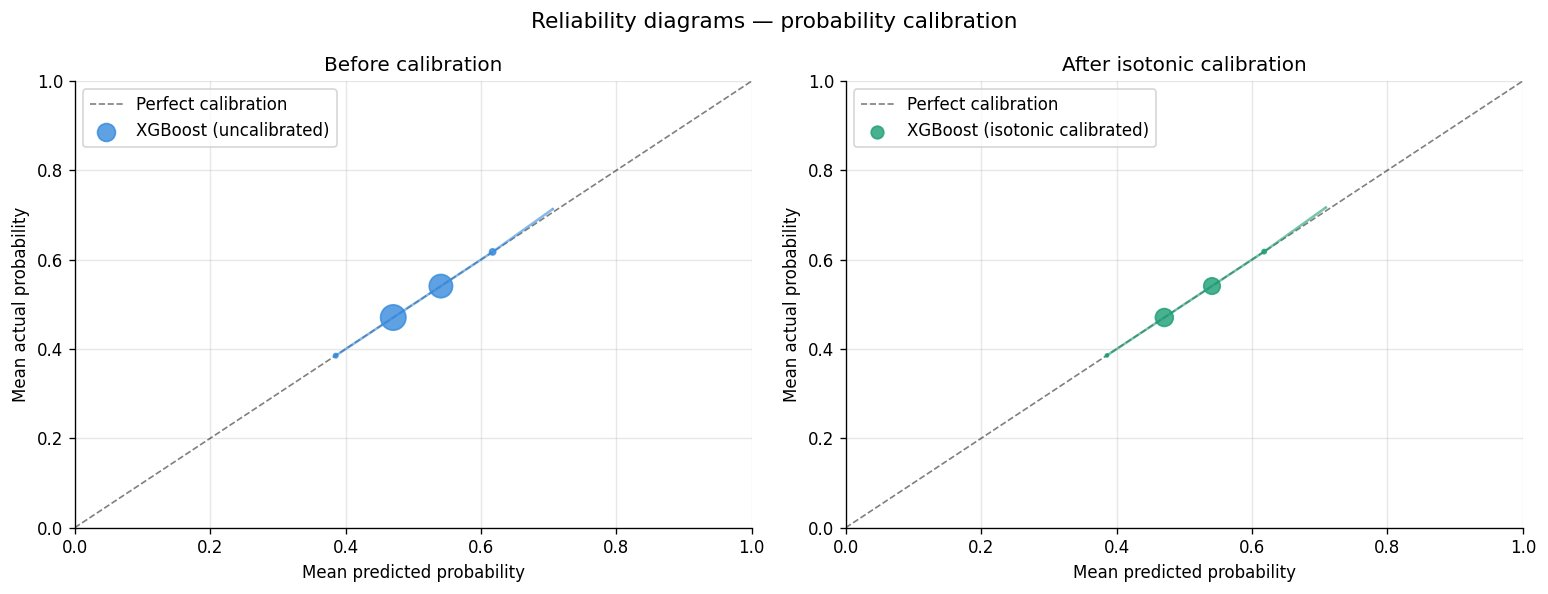 Reliability diagrams — probability calibration
Before calibration
Perfect calibration
XGBoost (uncalibrated)
Mean actual probability
1.0
0.8
0.6
0.4
0.2
0.0
0.0 0.2 0.4 0.6 0.8 1.0
Mean predicted probability
After isotonic calibration
Perfect calibration
XGBoost (isotonic calibrated)
Mean actual probability
1.0
0.8
0.6
0.4
0.2
0.0
0.0 0.2 0.4 0.6 0.8 1.0
Mean predicted probability